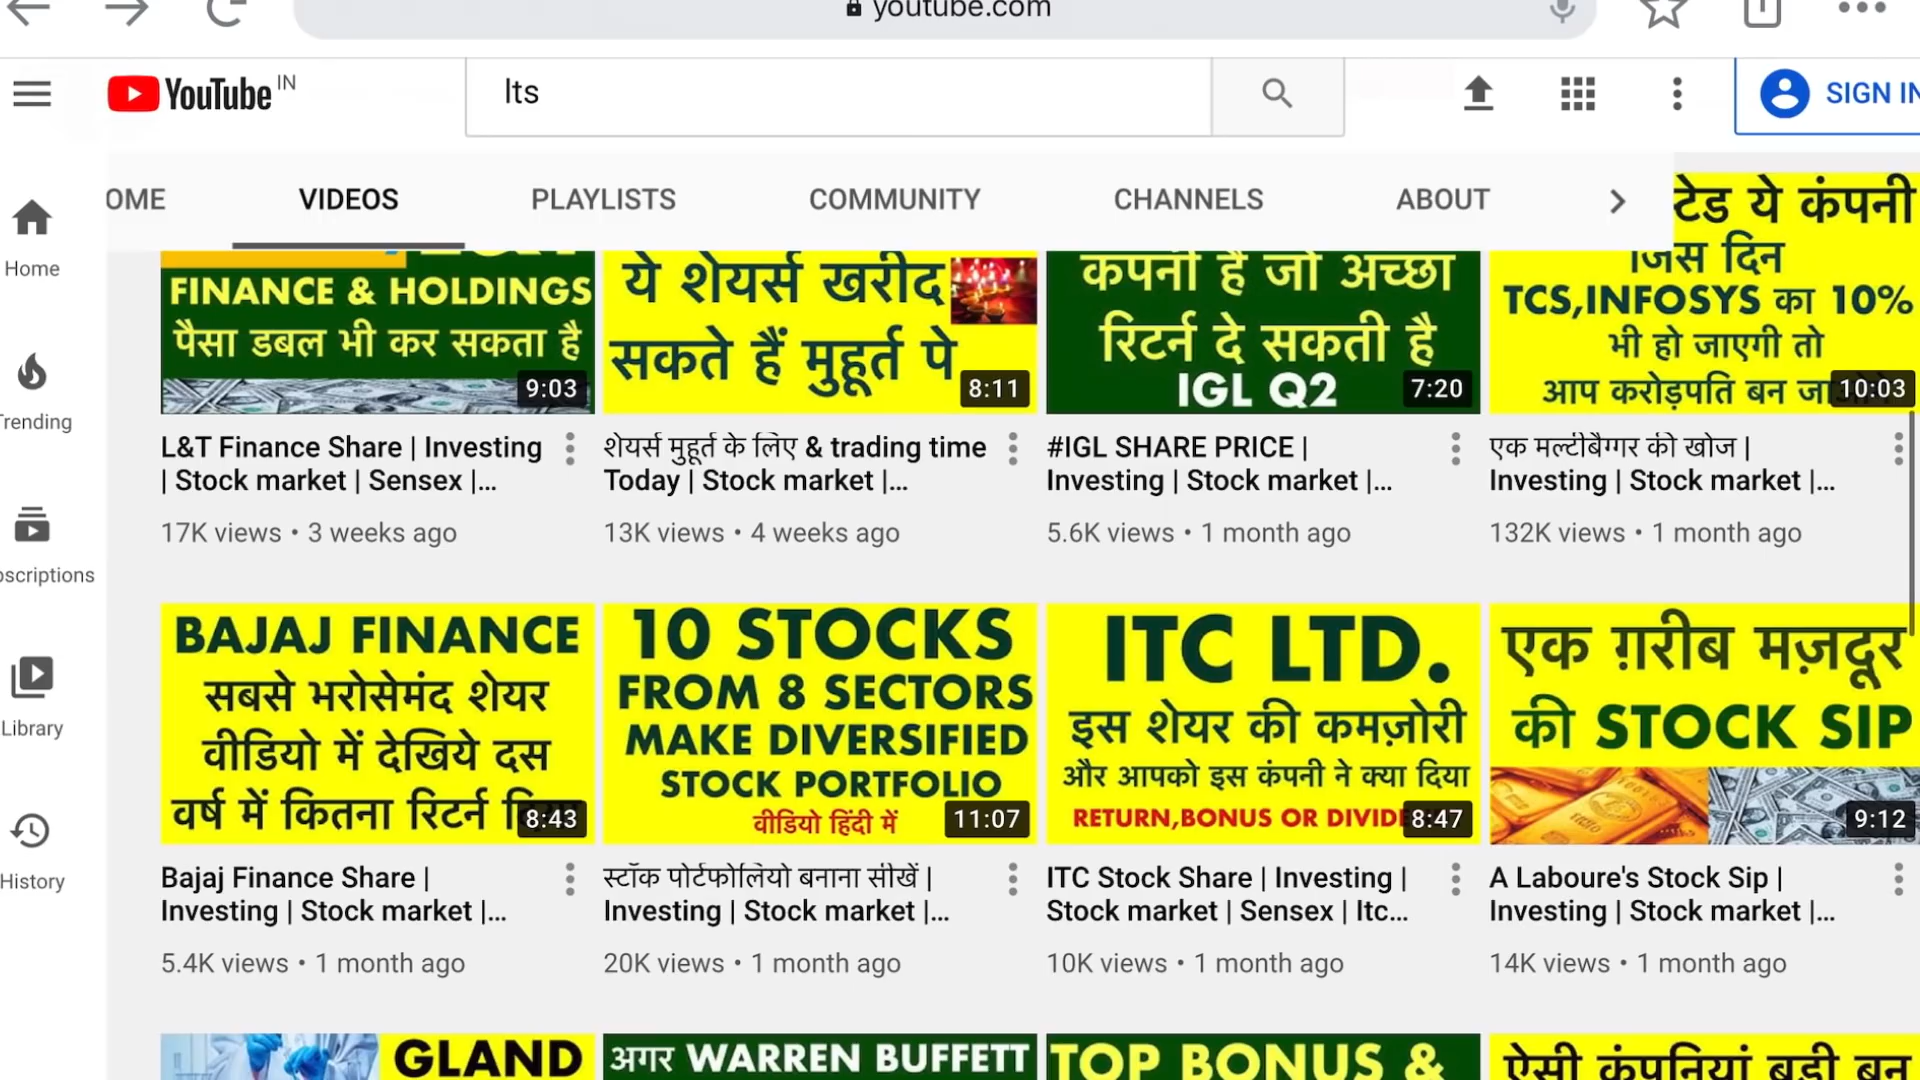 youtube.com
YouTube IN
Its
SIGN IN
OME
VIDEOS
PLAYLISTS
COMMUNITY
CHANNELS
ABOUT
Home
Trending
bscriptions
Library
History
FINANCE & HOLDINGS
पैसा डबल भी कर सकता है
9:03
L&T Finance Share | Investing
| Stock market | Sensex |...
17K views • 3 weeks ago
ये शेयर्स खरीद
सकते हैं मुहूर्त पे
8:11
शेयर्स मुहूर्त के लिए & trading time
Today | Stock market |...
13K views • 4 weeks ago
कंपनी है जो अच्छा
रिटर्न दे सकती है
IGL Q2
7:20
#IGL SHARE PRICE |
Investing | Stock market |...
5.6K views • 1 month ago
टेड ये कंपनी
जिस दिन
TCS,INFOSYS का 10%
भी हो जाएगी तो
आप करोड़पति बन
10:03
एक मल्टीबैग्गर की खोज |
Investing | Stock market |...
132K views • 1 month ago
BAJAJ FINANCE
सबसे भरोसेमंद शेयर
वीडियो में देखिये दस
वर्ष में कितना रिटर्न
8:43
Bajaj Finance Share |
Investing | Stock market |...
5.4K views • 1 month ago
10 STOCKS
FROM 8 SECTORS
MAKE DIVERSIFIED
STOCK PORTFOLIO
वीडियो हिंदी में
11:07
स्टॉक पोर्टफोलियो बनाना सीखें |
Investing | Stock market |...
20K views • 1 month ago
ITC LTD.
इस शेयर की कमज़ोरी
और आपको इस कंपनी ने क्या दिया
RETURN,BONUS OR DIVIDE
8:47
ITC Stock Share | Investing |
Stock market | Sensex | Itc...
10K views • 1 month ago
एक ग़रीब मज़दूर
की STOCK SIP
9:12
A Laboure's Stock Sip |
Investing | Stock market |...
14K views • 1 month ago
GLAND
अगर WARREN BUFFETT
TOP BONUS &
ऐसी कंपनियां बड़ी बन